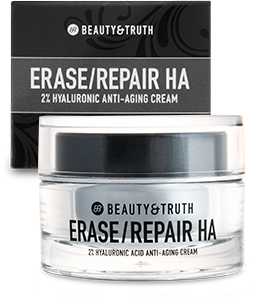 BEAUTY&TRUTH
ERASE/REPAIR HA
2% HYALURONIC ANTI-AGING CREAM
BEAUTY&TRUTH
ERASE/REPAIR HA
2% HYALURONIC ACID ANTI-AGING CREAM